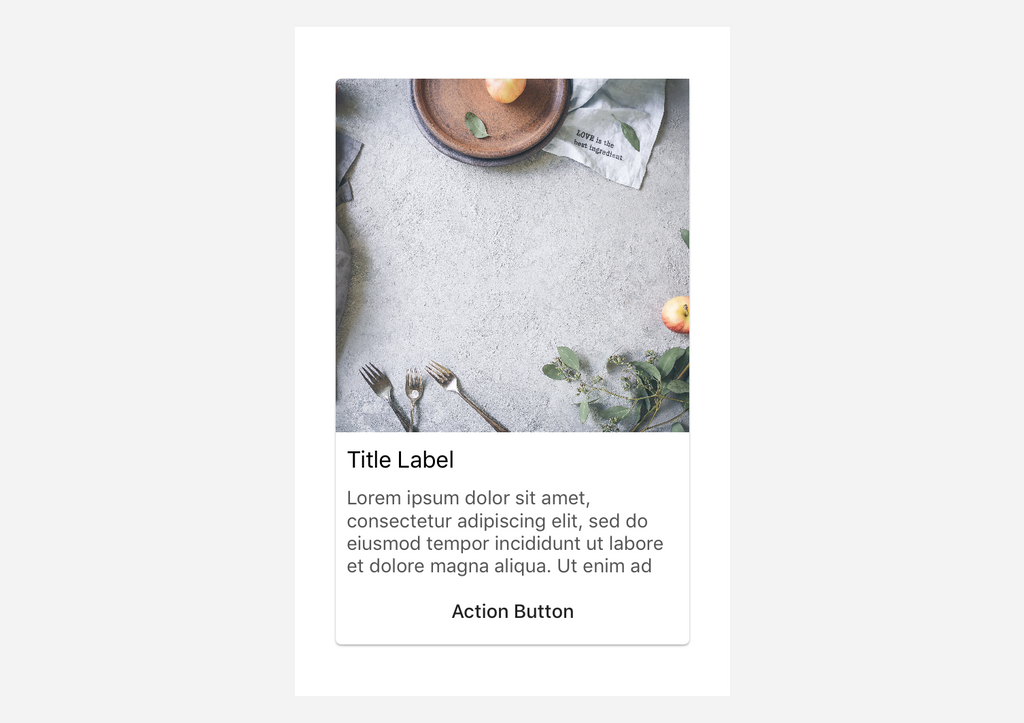 LOVE is the
best ingredient
Title Label
Lorem ipsum dolor sit amet,
consectetur adipiscing elit, sed do
eiusmod tempor incididunt ut labore
et dolore magna aliqua. Ut enim ad
Action Button